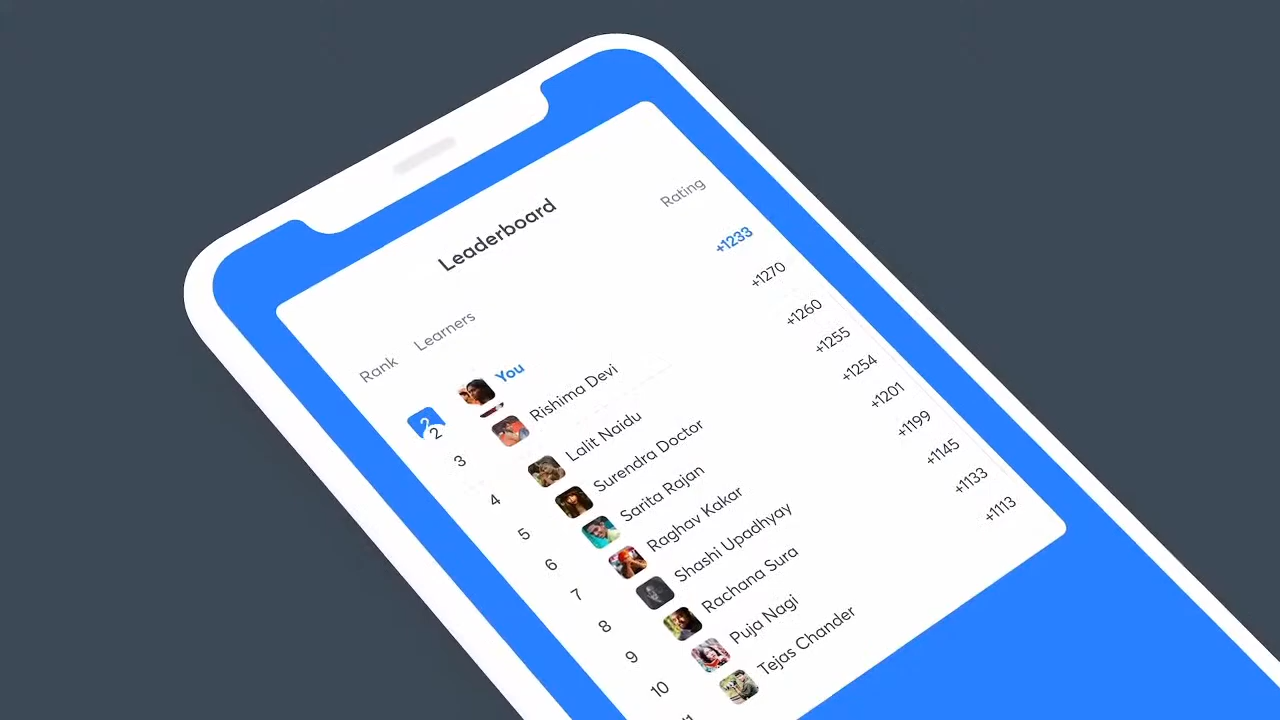 Leaderboard
Rank Learners Rating
2 You +1233
2 Rishima Devi +1270
3 Lalit Naidu +1260
4 Surendra Doctor +1255
5 Sarita Rajan +1254
6 Raghav Kakar +1201
7 Shashi Upadhyay +1199
8 Rachana Sura +1145
9 Puja Nagi +1133
10 Tejas Chander +1113
11